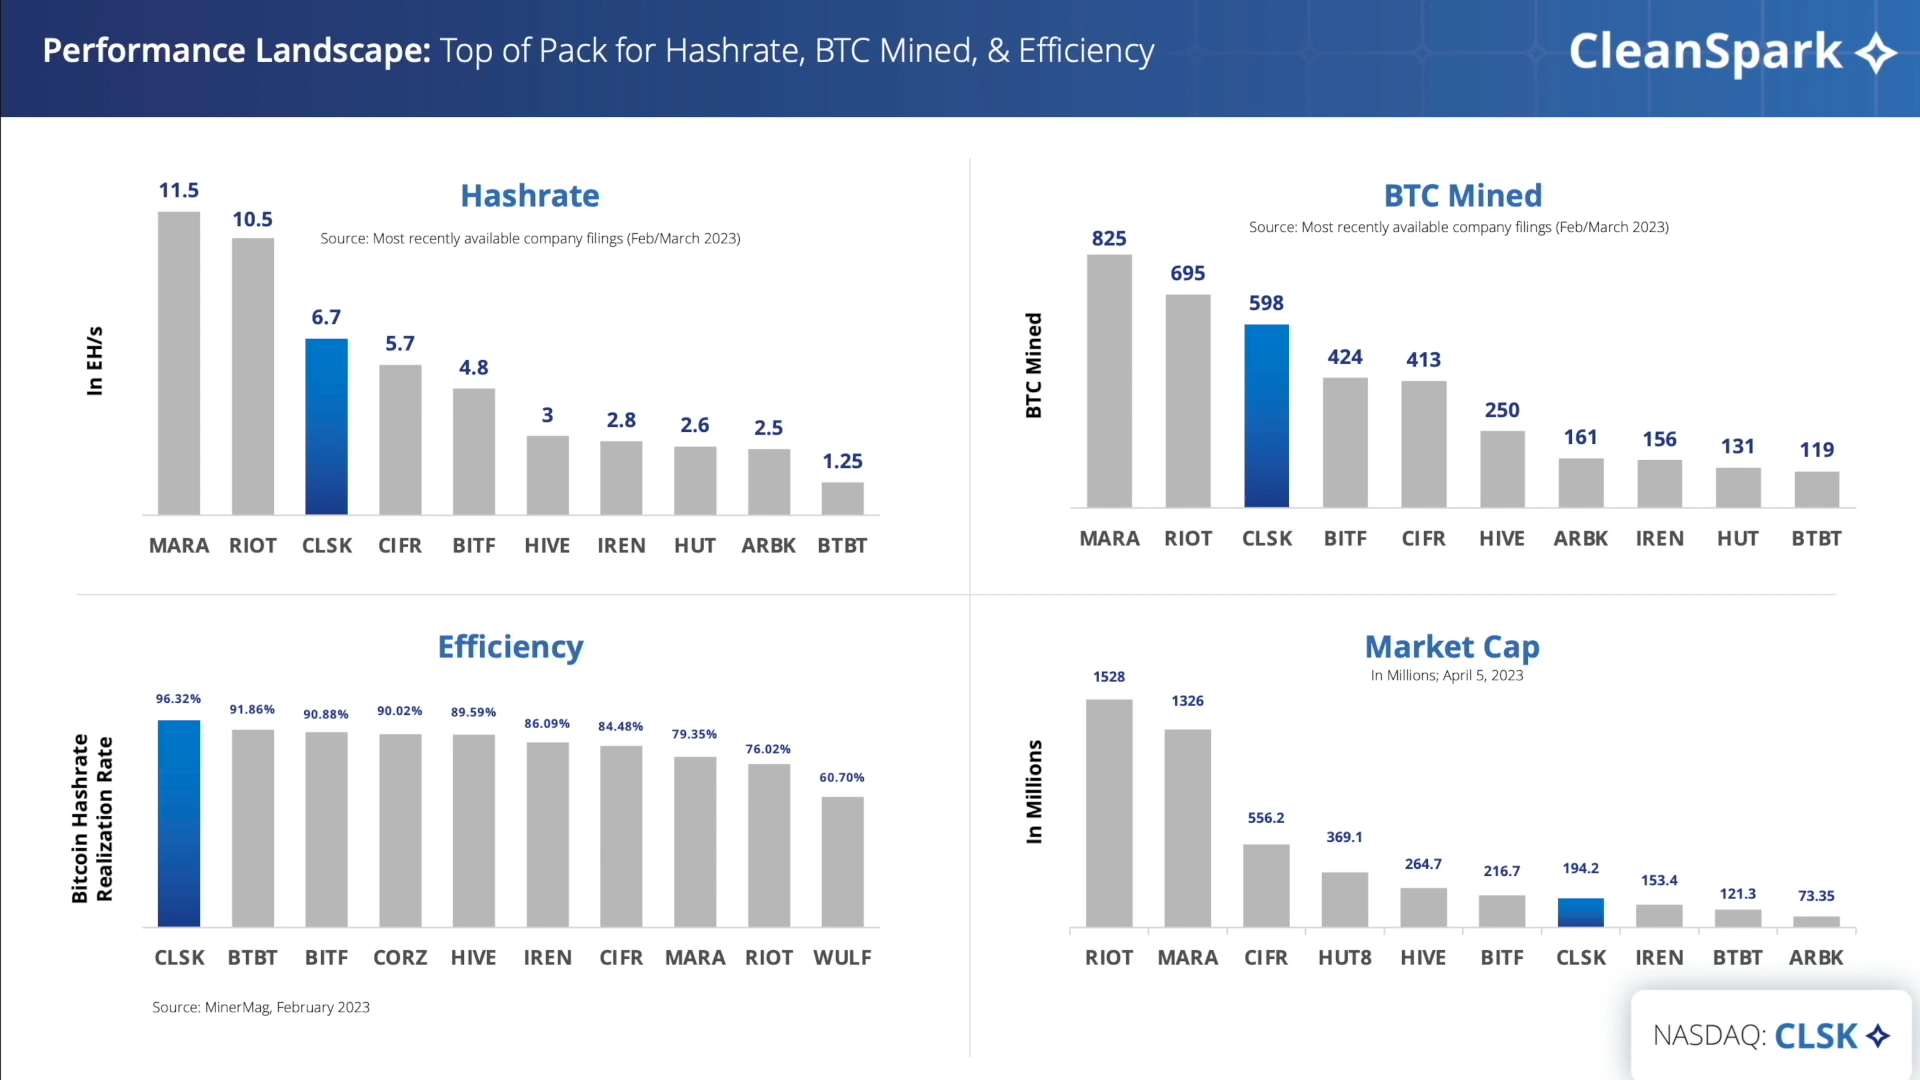 Performance Landscape: Top of Pack for Hashrate, BTC Mined, & Efficiency
CleanSpark
Hashrate
Source: Most recently available company filings (Feb/March 2023)
In EH/s
11.5
10.5
6.7
5.7
4.8
3
2.8
2.6
2.5
1.25
MARA RIOT CLSK CIFR BITF HIVE IREN HUT ARBK BTBT
BTC Mined
Source: Most recently available company filings (Feb/March 2023)
BTC Mined
825
695
598
424
413
250
161
156
131
119
MARA RIOT CLSK BITF CIFR HIVE ARBK IREN HUT BTBT
Efficiency
Bitcoin Hashrate
Realization Rate
96.32%
91.86%
90.88%
90.02%
89.59%
86.09%
84.48%
79.35%
76.02%
60.70%
CLSK BTBT BITF CORZ HIVE IREN CIFR MARA RIOT WULF
Source: MinerMag, February 2023
Market Cap
In Millions; April 5, 2023
In Millions
1528
1326
556.2
369.1
264.7
216.7
194.2
153.4
121.3
73.35
RIOT MARA CIFR HUT8 HIVE BITF CLSK IREN BTBT ARBK
NASDAQ: CLSK